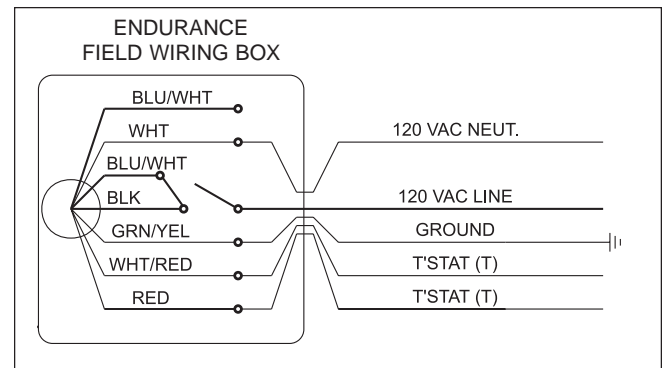 ENDURANCE
FIELD WIRING BOX
BLU/WHT
WHT
120 VAC NEUT.
BLU/WHT
BLK
120 VAC LINE
GRN/YEL
GROUND
WHT/RED
T'STAT (T)
RED
T'STAT (T)